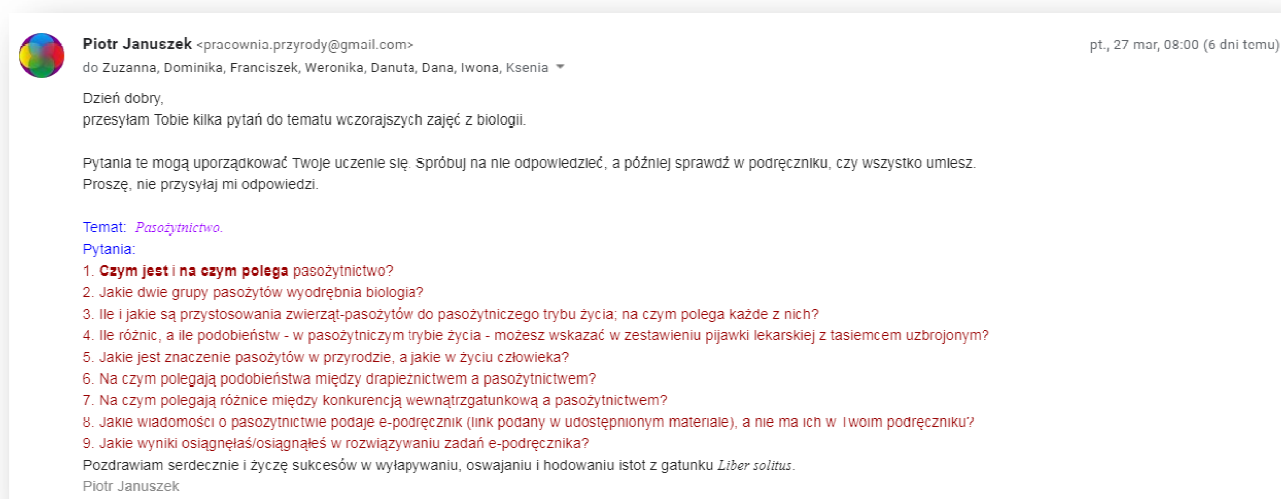 Piotr Januszek <pracownia.przyrody@gmail.com>
pt., 27 mar, 08:00 (6 dni temu)
do Zuzanna, Dominika, Franciszek, Weronika, Danuta, Dana, Iwona, Ksenia
Dzień dobry,
przesyłam Tobie kilka pytań do tematu wczorajszych zajęć z biologii.
Pytania te mogą uporządkować Twoje uczenie się. Spróbuj na nie odpowiedzieć, a później sprawdź w podręczniku, czy wszystko umiesz.
Proszę, nie przysyłaj mi odpowiedzi.
Temat: Pasożytnictwo.
Pytania:
1. Czym jest i na czym polega pasożytnictwo?
2. Jakie dwie grupy pasożytów wyodrębnia biologia?
3. Ile i jakie są przystosowania zwierząt-pasożytów do pasożytniczego trybu życia; na czym polega każde z nich?
4. Ile różnic, a ile podobieństw - w pasożytniczym trybie życia - możesz wskazać w zestawieniu pijawki lekarskiej z tasiemcem uzbrojonym?
5. Jakie jest znaczenie pasożytów w przyrodzie, a jakie w życiu człowieka?
6. Na czym polegają podobieństwa między drapieżnictwem a pasożytnictwem?
7. Na czym polegają różnice między konkurencją wewnątrzgatunkową a pasożytnictwem?
8. Jakie wiadomości o pasożytnictwie podaje e-podręcznik (link podany w udostępnionym materiale), a nie ma ich w Twoim podręczniku?
9. Jakie wyniki osiągnęłaś/osiągnąłeś w rozwiązywaniu zadań e-podręcznika?
Pozdrawiam serdecznie i życzę sukcesów w wyłapywaniu, oswajaniu i hodowaniu istot z gatunku Liber solitus.
Piotr Januszek